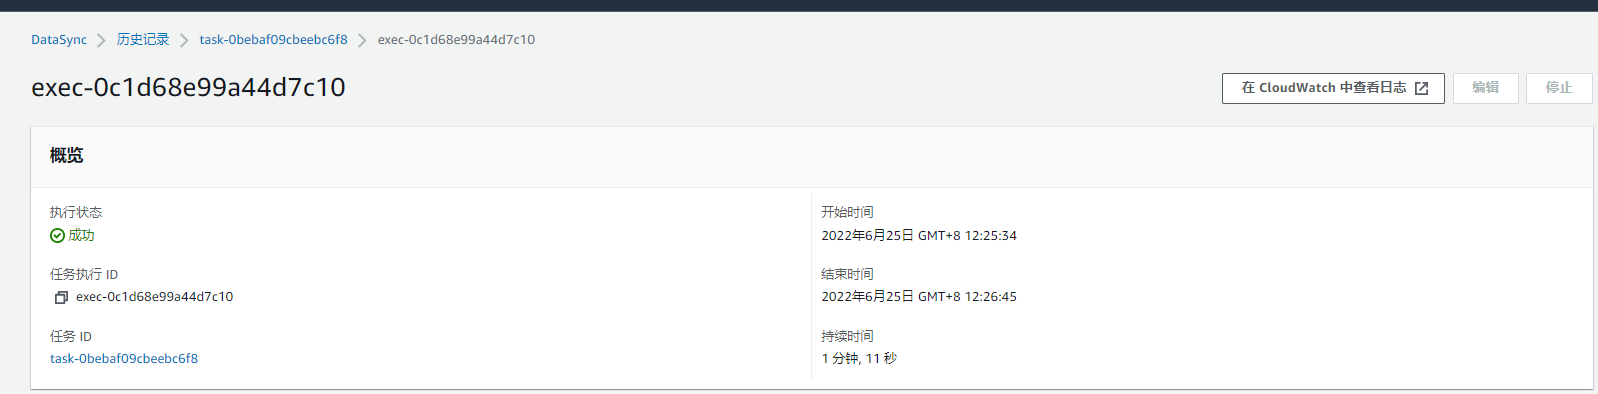 DataSync > 历史记录 > task-0bebaf09cbeebc6f8 > exec-0c1d68e99a44d7c10
exec-0c1d68e99a44d7c10
在 CloudWatch 中查看日志
编辑
停止
概览
执行状态
成功
任务执行 ID
exec-0c1d68e99a44d7c10
任务 ID
task-0bebaf09cbeebc6f8
开始时间
2022年6月25日 GMT+8 12:25:34
结束时间
2022年6月25日 GMT+8 12:26:45
持续时间
1 分钟, 11 秒